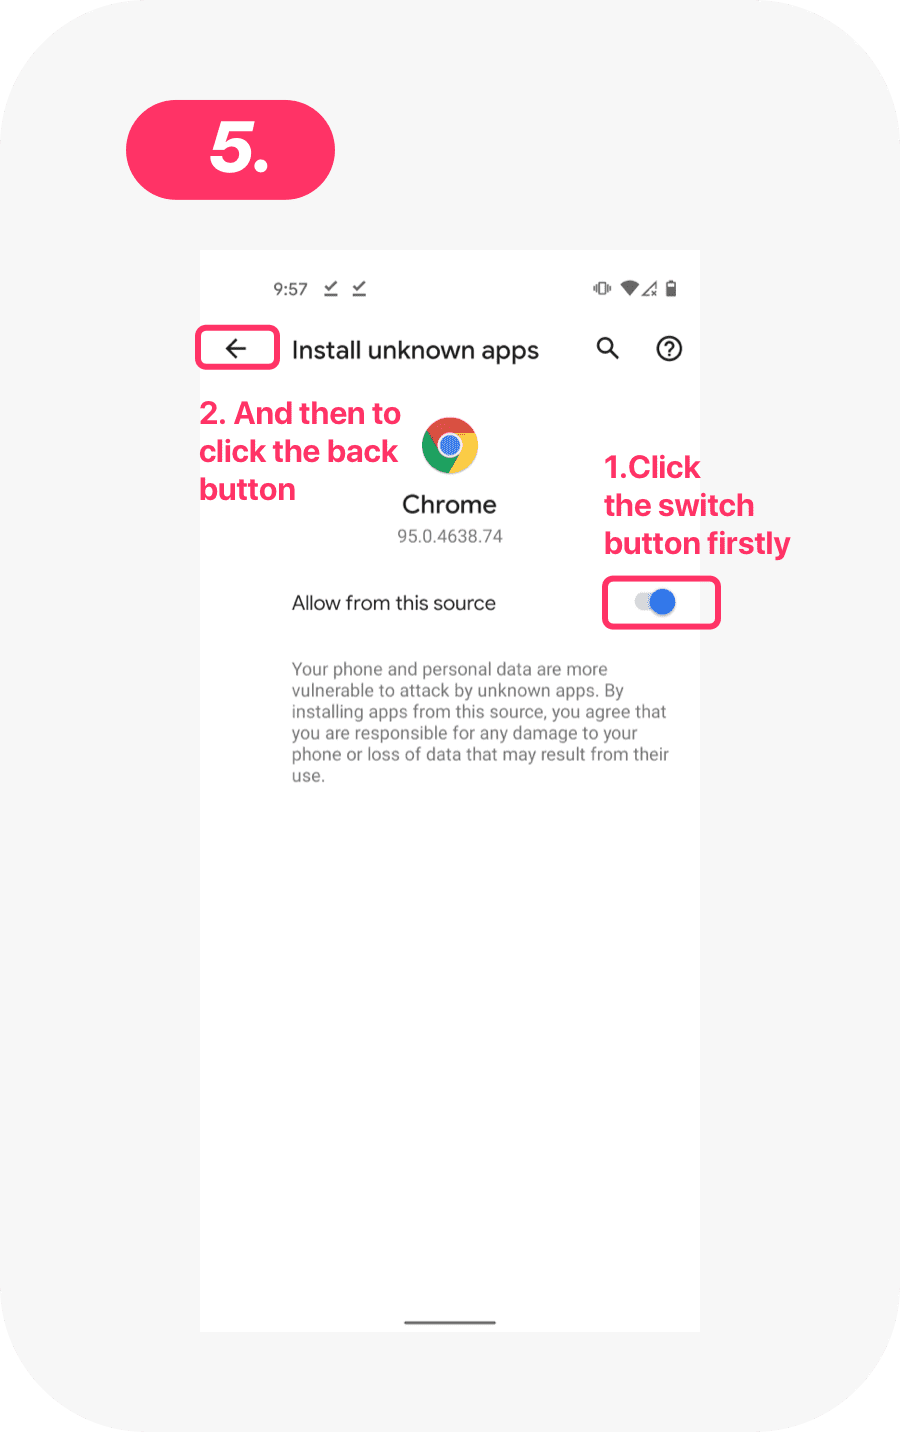 5.
9:57
Install unknown apps
2. And then to
click the back
button
Chrome
95.0.4638.74
1.Click
the switch
button firstly
Allow from this source
Your phone and personal data are more
vulnerable to attack by unknown apps. By
installing apps from this source, you agree that
you are responsible for any damage to your
phone or loss of data that may result from their
use.